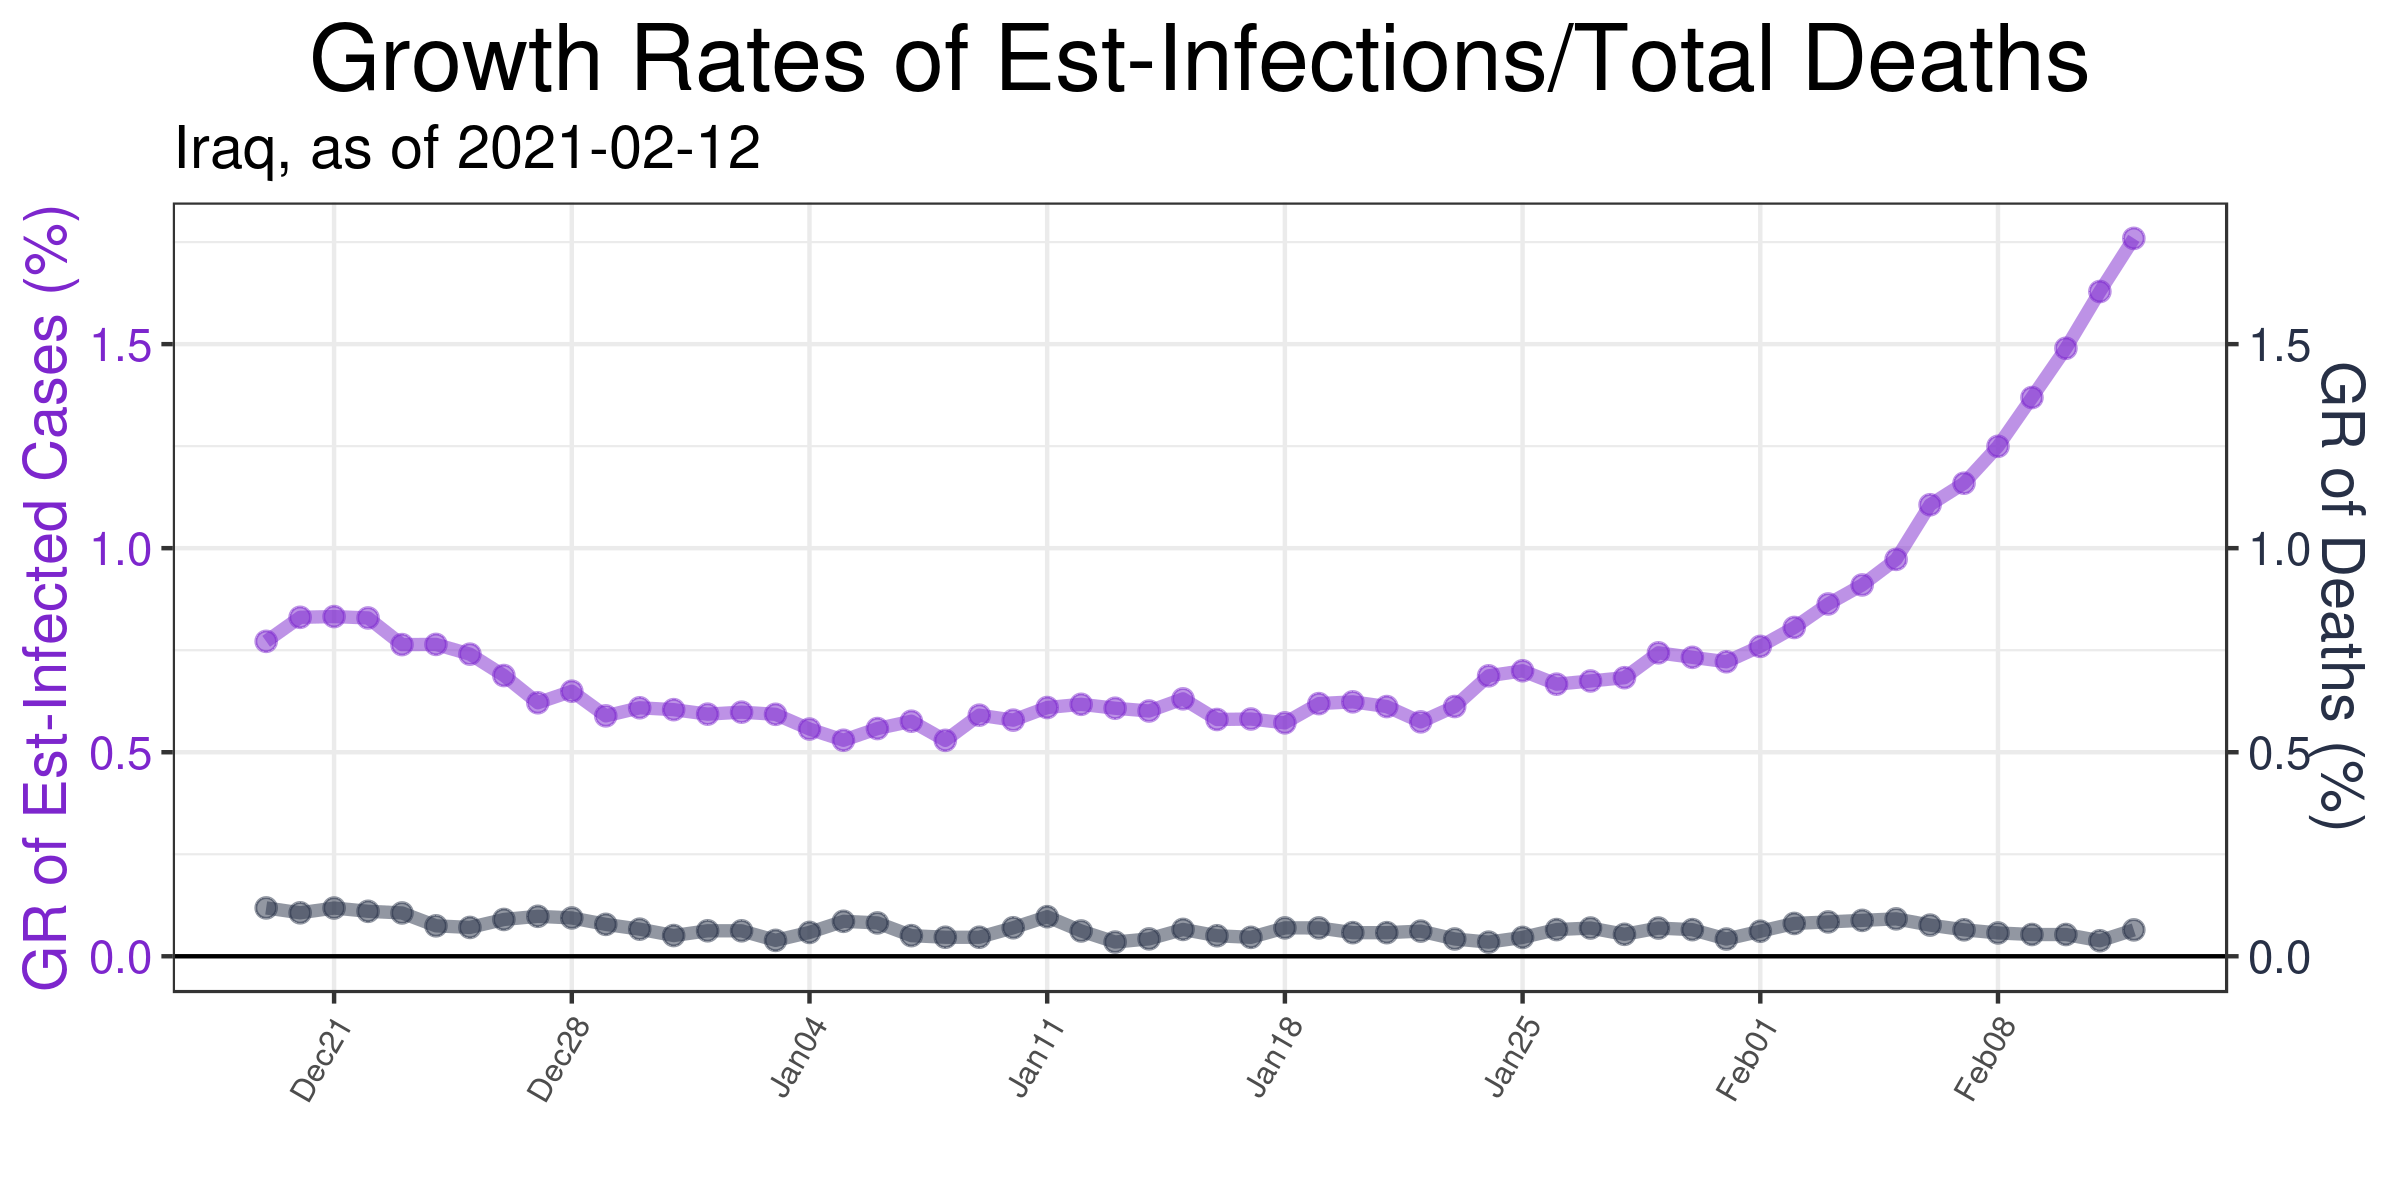 Growth Rates of Est-Infections/Total Deaths
Iraq, as of 2021-02-12
GR of Est-Infected Cases (%)
1.5
1.0
0.5
0.0
1.5
1.0
0.5
0.0
GR of Deaths (%)
Dec21
Dec28
Jan04
Jan11
Jan18
Jan25
Feb01
Feb08